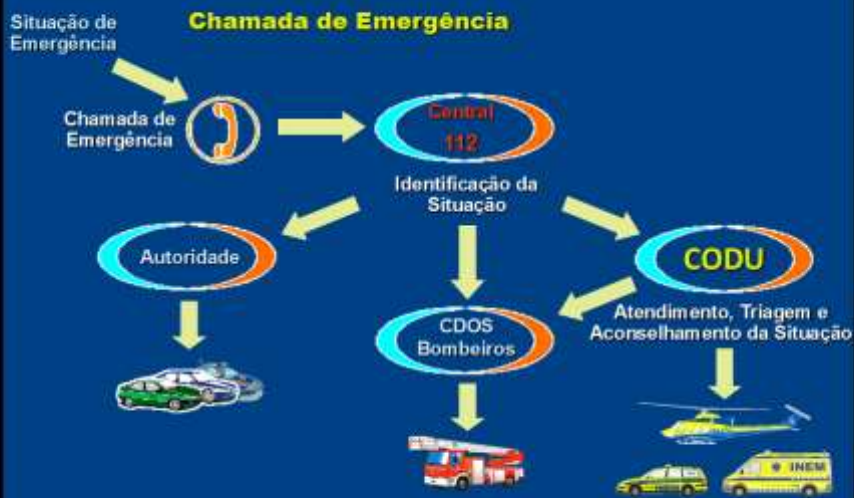 Chamada de Emergência
Situação de
Emergência
Chamada de
Emergência
Central
112
Identificação da
Situação
Autoridade
CODU
CDOS
Bombeiros
Atendimento, Triagem e
Aconselhamento da Situação
INEM